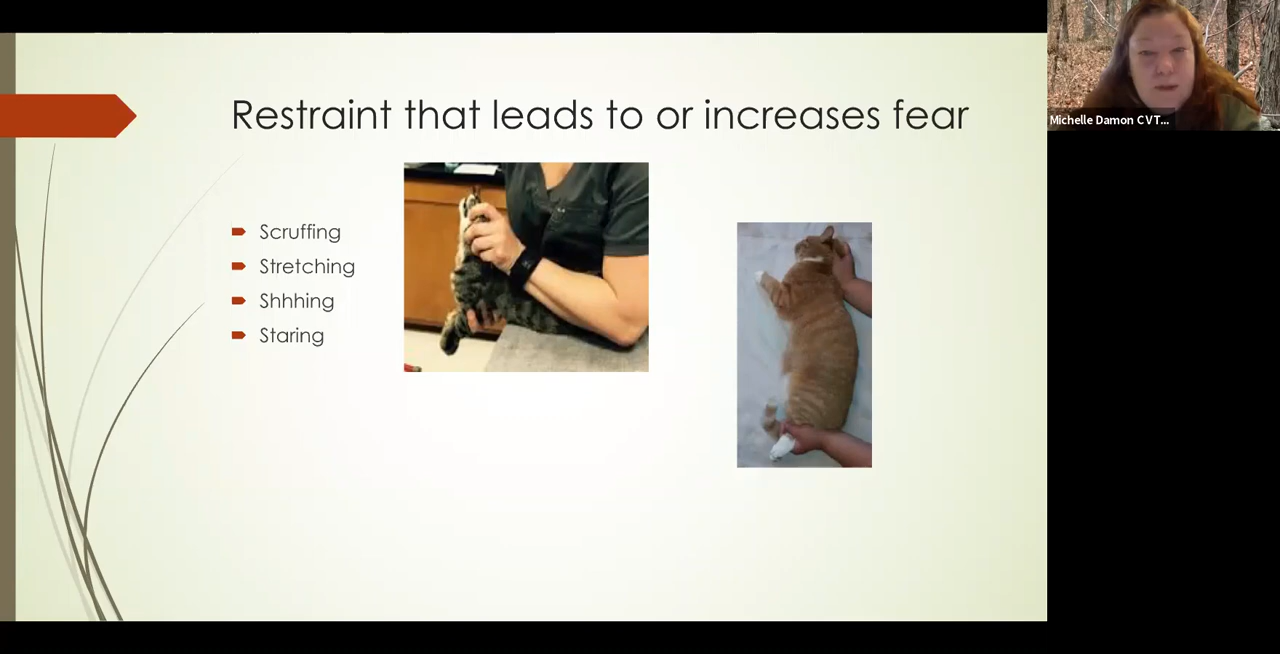 Restraint that leads to or increases fear
Scruffing
Stretching
Shhhing
Staring
Michelle Damon CVT...